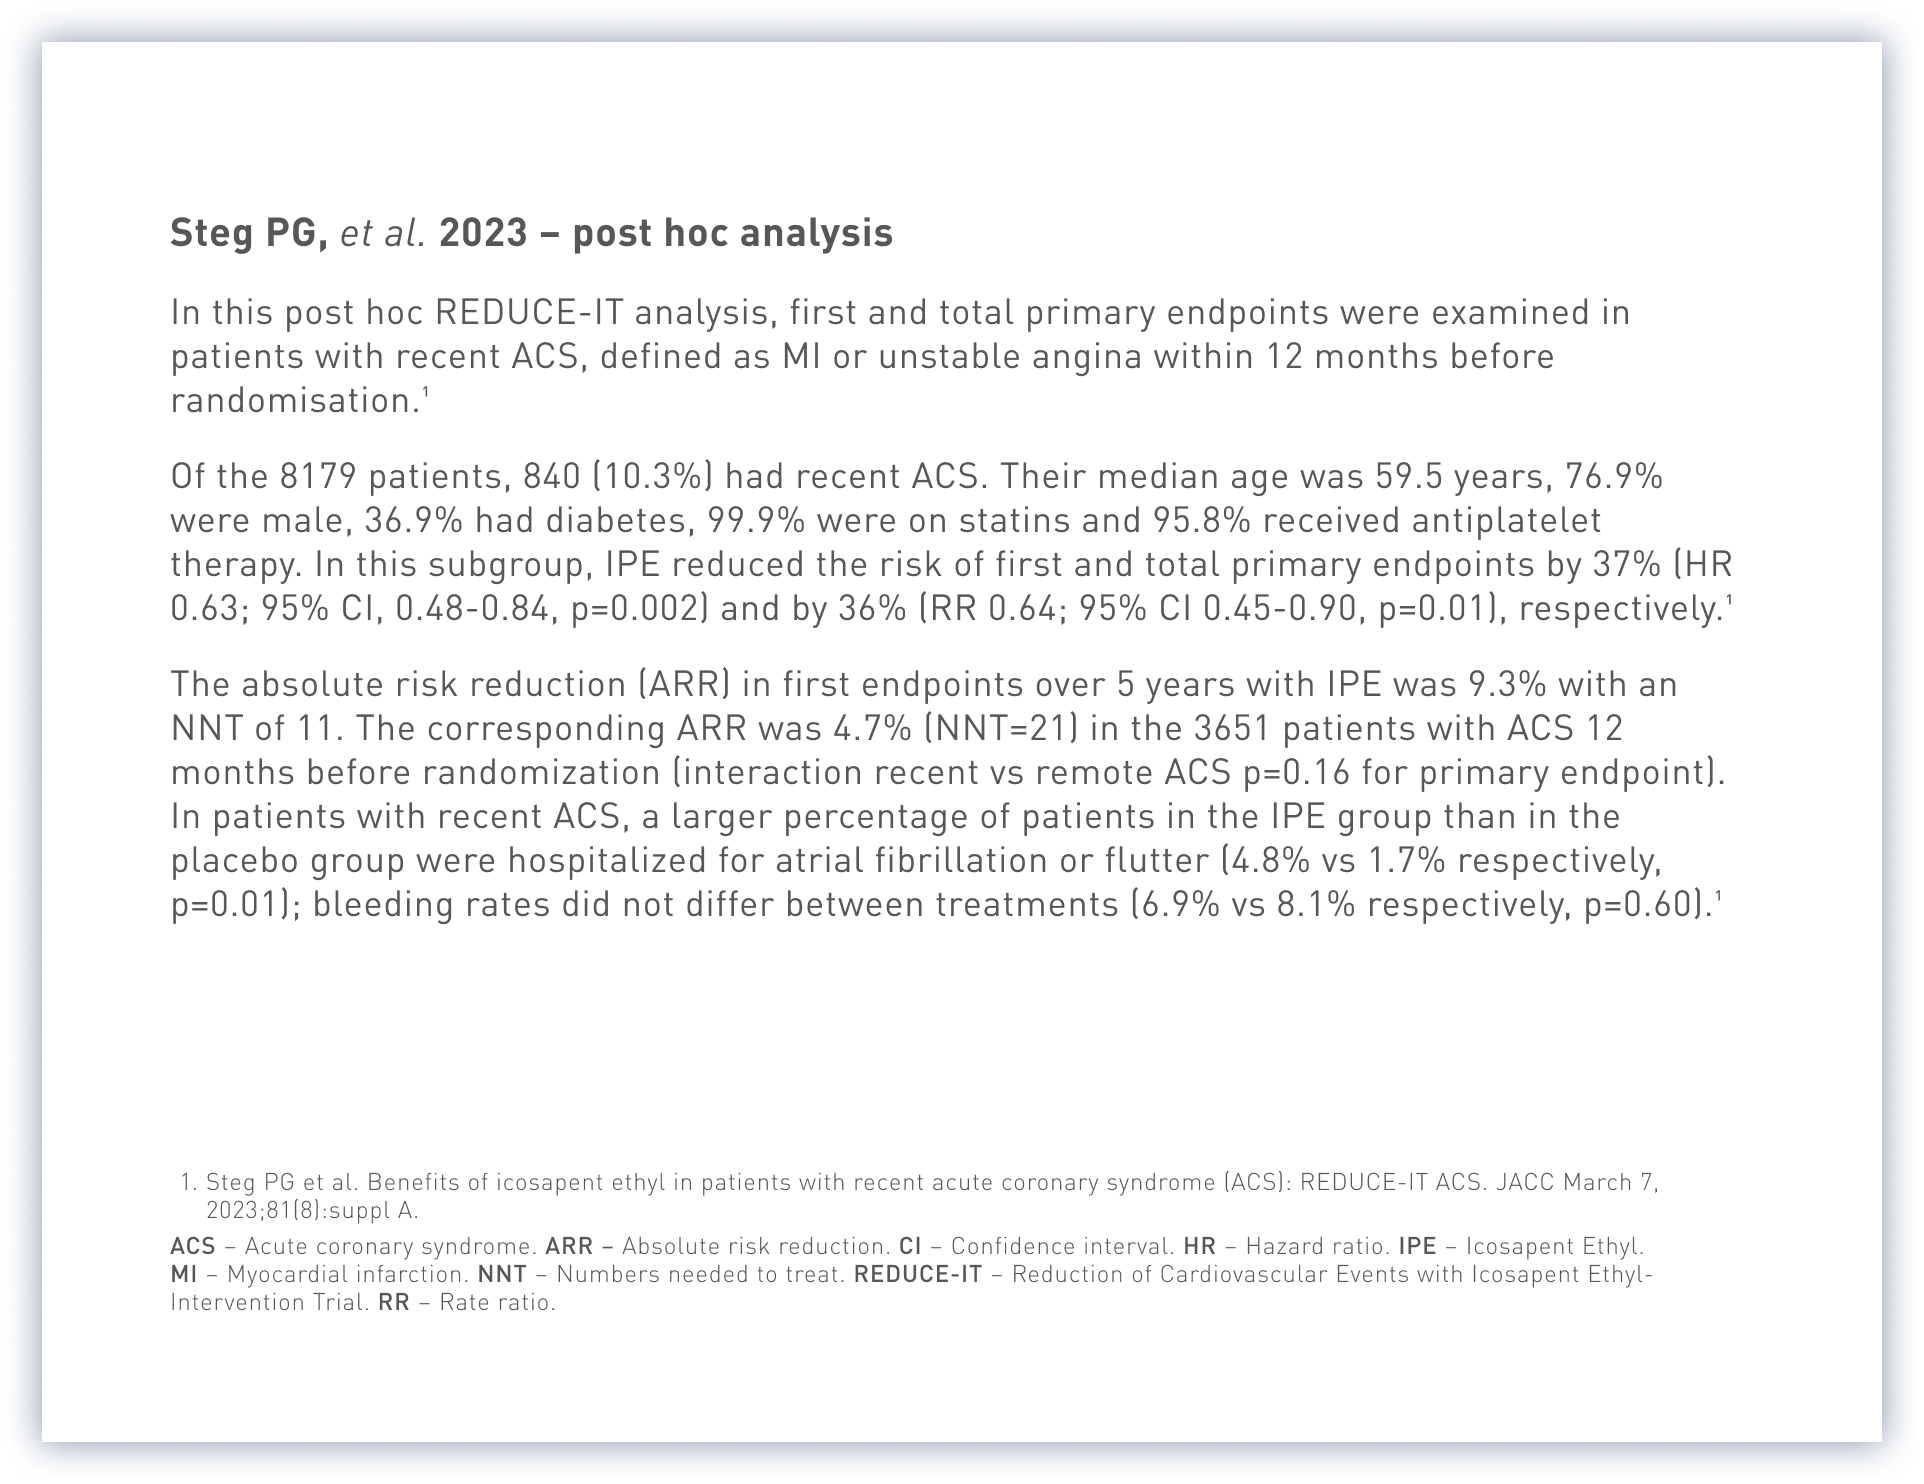 Steg PG, et al. 2023 – post hoc analysis
In this post hoc REDUCE-IT analysis, first and total primary endpoints were examined in
patients with recent ACS, defined as MI or unstable angina within 12 months before
randomisation.¹
Of the 8179 patients, 840 (10.3%) had recent ACS. Their median age was 59.5 years, 76.9%
were male, 36.9% had diabetes, 99.9% were on statins and 95.8% received antiplatelet
therapy. In this subgroup, IPE reduced the risk of first and total primary endpoints by 37% (HR
0.63; 95% CI, 0.48-0.84, p=0.002) and by 36% (RR 0.64; 95% CI 0.45-0.90, p=0.01), respectively.¹
The absolute risk reduction (ARR) in first endpoints over 5 years with IPE was 9.3% with an
NNT of 11. The corresponding ARR was 4.7% (NNT=21) in the 3651 patients with ACS 12
months before randomization (interaction recent vs remote ACS p=0.16 for primary endpoint).
In patients with recent ACS, a larger percentage of patients in the IPE group than in the
placebo group were hospitalized for atrial fibrillation or flutter (4.8% vs 1.7% respectively,
p=0.01); bleeding rates did not differ between treatments (6.9% vs 8.1% respectively, p=0.60).¹
1. Steg PG et al. Benefits of icosapent ethyl in patients with recent acute coronary syndrome (ACS): REDUCE-IT ACS. JACC March 7,
2023;81(8):suppl A.
ACS – Acute coronary syndrome. ARR – Absolute risk reduction. CI – Confidence interval. HR – Hazard ratio. IPE – Icosapent Ethyl.
MI – Myocardial infarction. NNT – Numbers needed to treat. REDUCE-IT – Reduction of Cardiovascular Events with Icosapent Ethyl-
Intervention Trial. RR – Rate ratio.